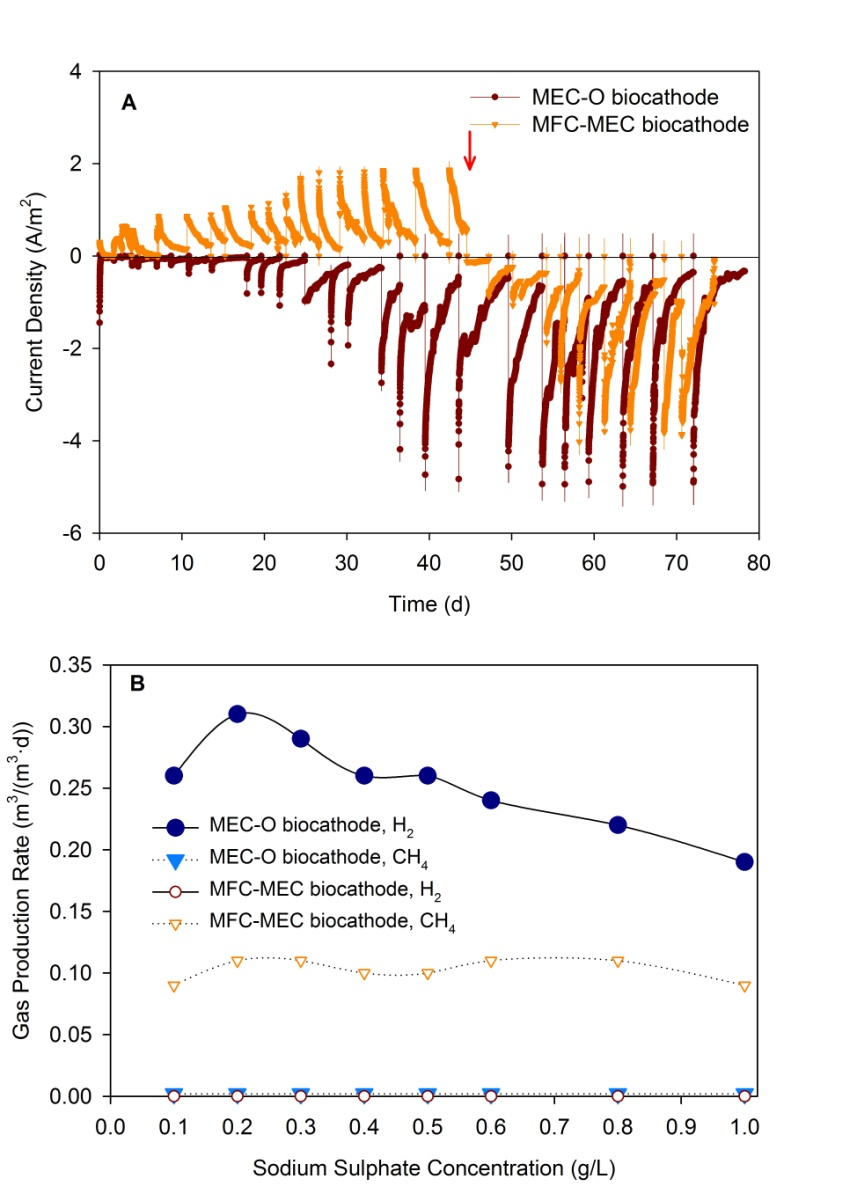 A
MEC-O biocathode
MFC-MEC biocathode
Current Density (A/m²)
4
2
0
-2
-4
-6
0 10 20 30 40 50 60 70 80
Time (d)
B
Gas Production Rate (m³/(m³·d))
0.35
0.30
0.25
0.20
0.15
0.10
0.05
0.00
MEC-O biocathode, H₂
MEC-O biocathode, CH₄
MFC-MEC biocathode, H₂
MFC-MEC biocathode, CH₄
0.0 0.1 0.2 0.3 0.4 0.5 0.6 0.7 0.8 0.9 1.0
Sodium Sulphate Concentration (g/L)